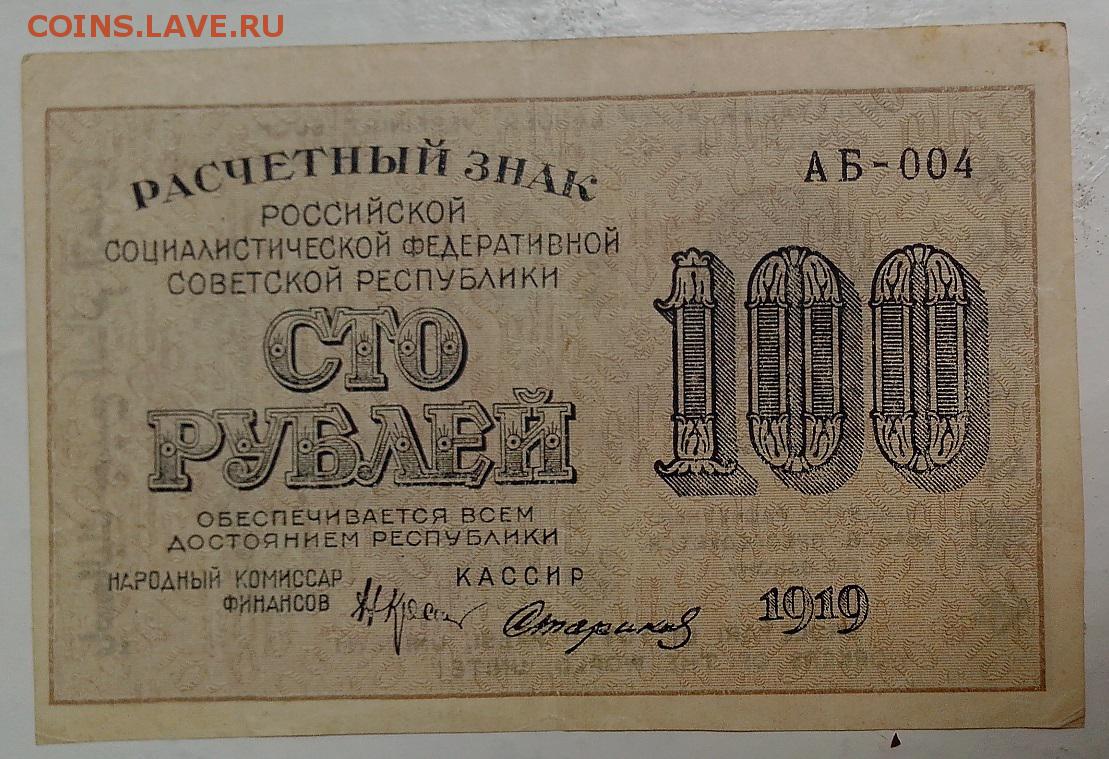 COINS.LAVE.RU
РАСЧЕТНЫЙ ЗНАК
РОССИЙСКОЙ
СОЦИАЛИСТИЧЕСКОЙ ФЕДЕРАТИВНОЙ
СОВЕТСКОЙ РЕСПУБЛИКИ
АБ-004
СТО
РУБЛЕЙ
100
ОБЕСПЕЧИВАЕТСЯ ВСЕМ
ДОСТОЯНИЕМ РЕСПУБЛИКИ
НАРОДНЫЙ КОМИССАР
ФИНАНСОВ
КАССИР
Стариков
1919